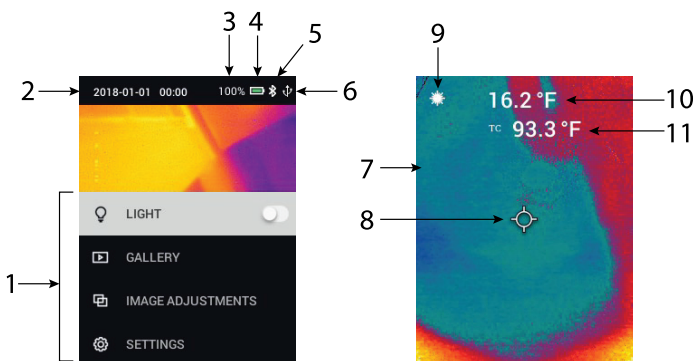 3 4 5
2 2018-01-01 00:00 100% 6
1
LIGHT
GALLERY
IMAGE ADJUSTMENTS
SETTINGS
9
16.2 °F 10
TC 93.3 °F 11
7
8